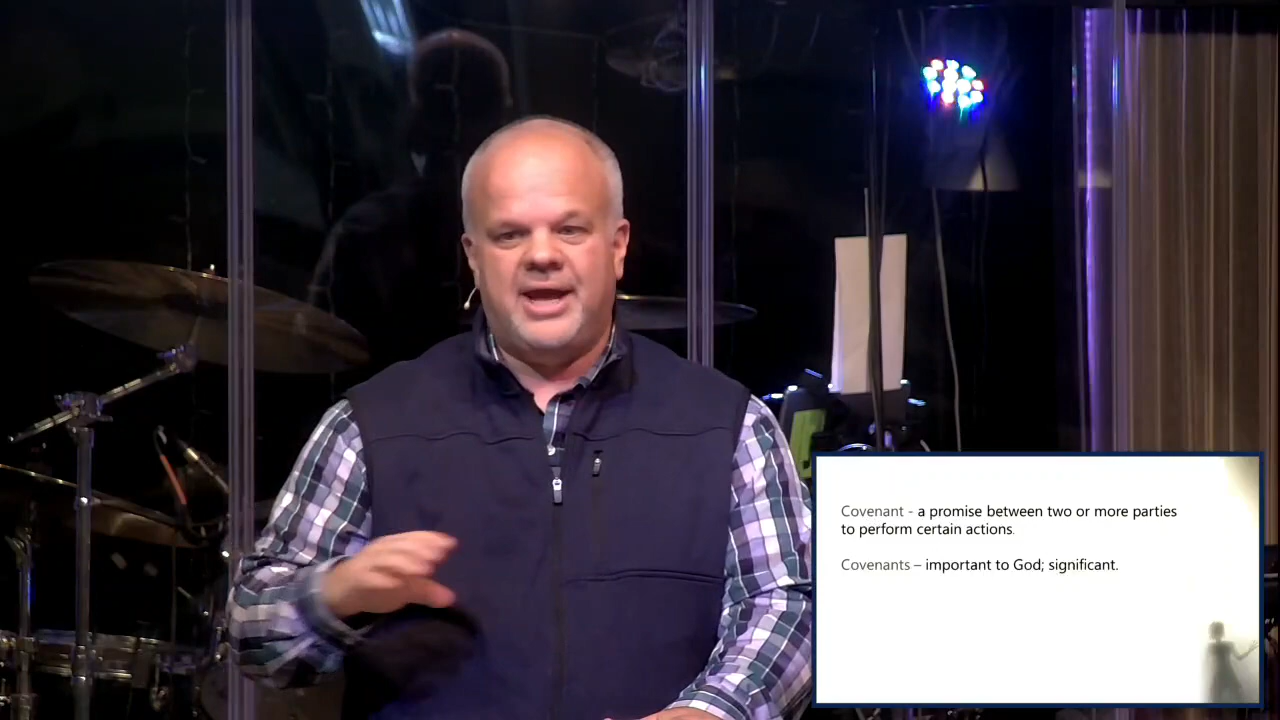 Covenant - a promise between two or more parties
to perform certain actions.
Covenants – important to God; significant.